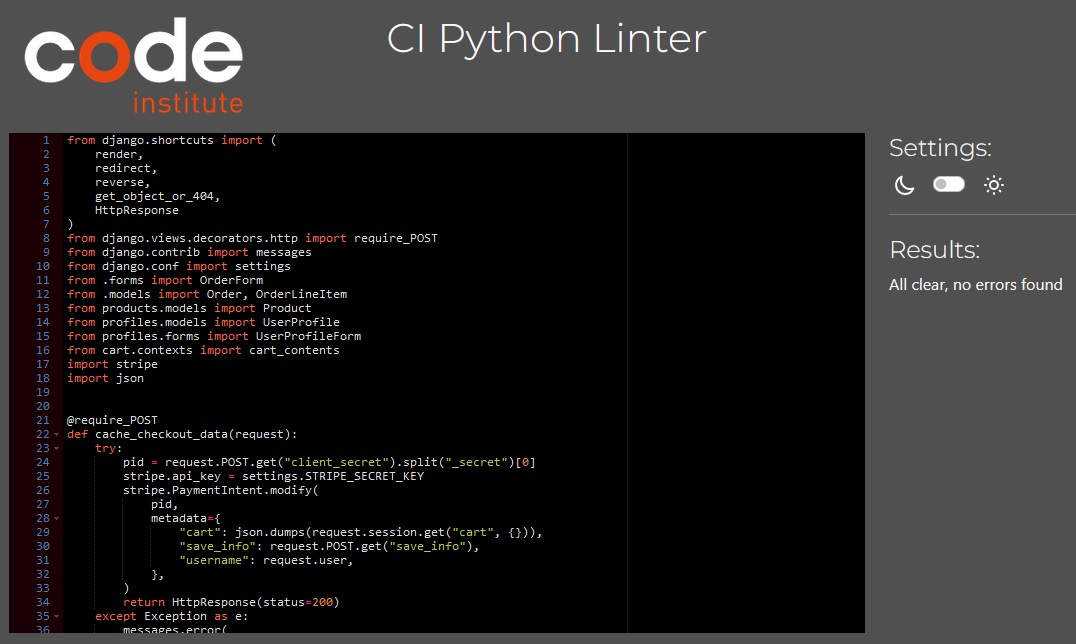 code
institute
CI Python Linter
1 from django.shortcuts import (
2     render,
3     redirect,
4     reverse,
5     get_object_or_404,
6     HttpResponse
7 )
8 from django.views.decorators.http import require_POST
9 from django.contrib import messages
10 from django.conf import settings
11 from .forms import OrderForm
12 from .models import Order, OrderLineItem
13 from products.models import Product
14 from profiles.models import UserProfile
15 from profiles.forms import UserProfileForm
16 from cart.contexts import cart_contents
17 import stripe
18 import json
19
20
21 @require_POST
22 def cache_checkout_data(request):
23     try:
24         pid = request.POST.get("client_secret").split("_secret")[0]
25         stripe.api_key = settings.STRIPE_SECRET_KEY
26         stripe.PaymentIntent.modify(
27             pid,
28             metadata={
29                 "cart": json.dumps(request.session.get("cart", {})),
30                 "save_info": request.POST.get("save_info"),
31                 "username": request.user,
32             },
33         )
34         return HttpResponse(status=200)
35     except Exception as e:
36         messages.error(
Settings:
Results:
All clear, no errors found